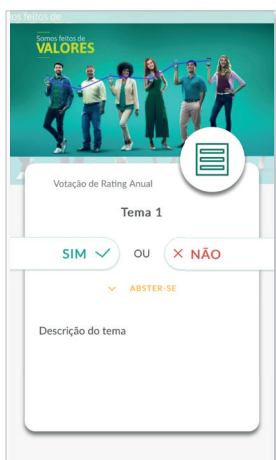 mos feitos de
Somos feitos de
VALORES
Votação de Rating Anual
Tema 1
SIM OU NÃO
ABSTER-SE
Descrição do tema